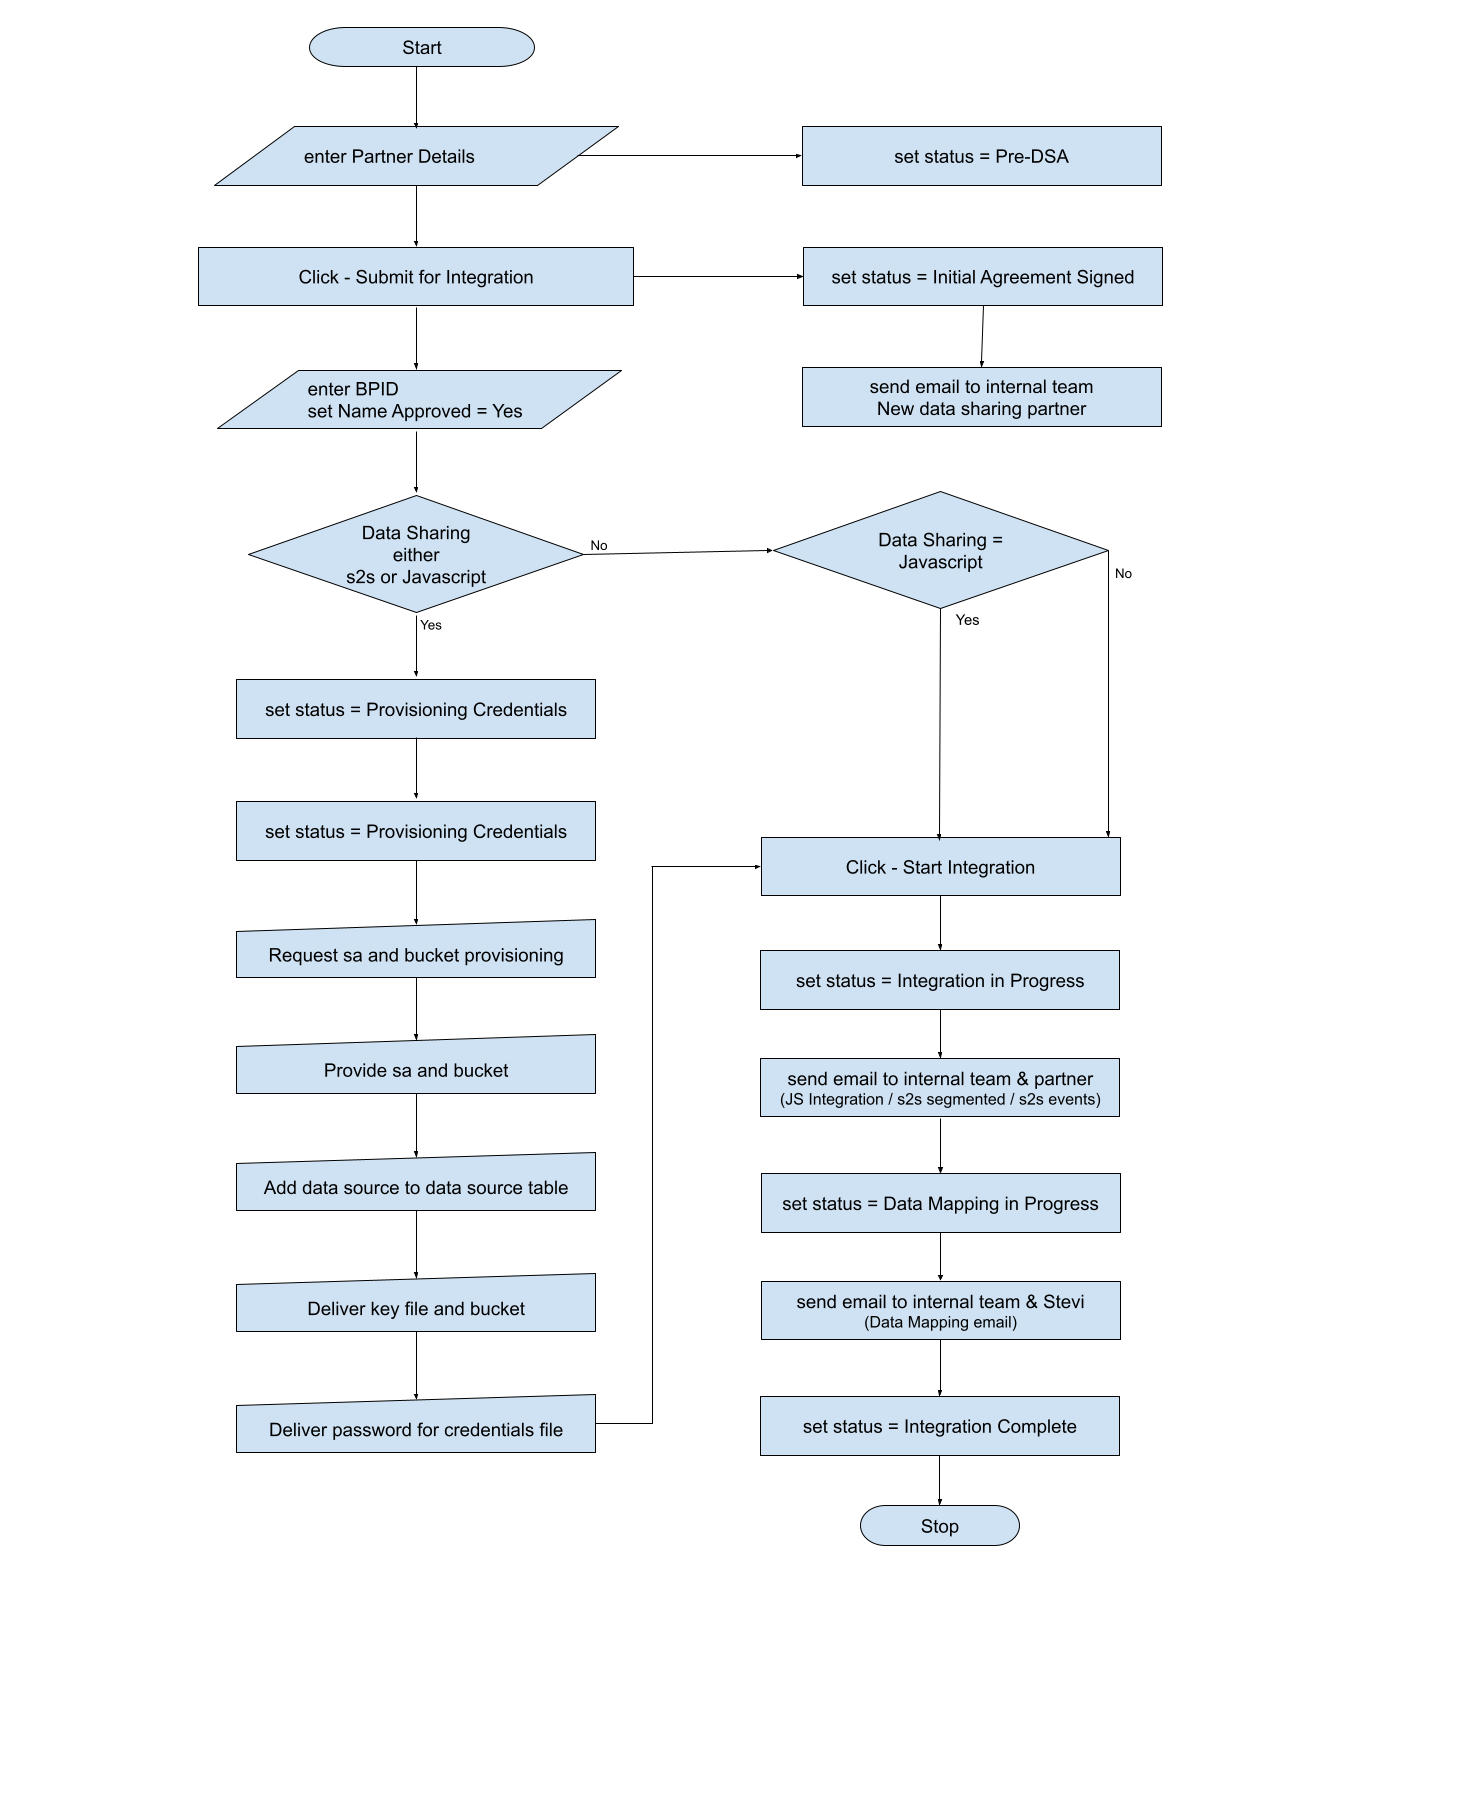 Start
enter Partner Details
set status = Pre-DSA
Click - Submit for Integration
set status = Initial Agreement Signed
enter BPID
set Name Approved = Yes
send email to internal team
New data sharing partner
Data Sharing
either
s2s or Javascript
No
Data Sharing =
Javascript
No
Yes
Yes
set status = Provisioning Credentials
set status = Provisioning Credentials
Click - Start Integration
Request sa and bucket provisioning
set status = Integration in Progress
Provide sa and bucket
send email to internal team & partner
(JS Integration / s2s segmented / s2s events)
Add data source to data source table
set status = Data Mapping in Progress
Deliver key file and bucket
send email to internal team & Stevi
(Data Mapping email)
Deliver password for credentials file
set status = Integration Complete
Stop